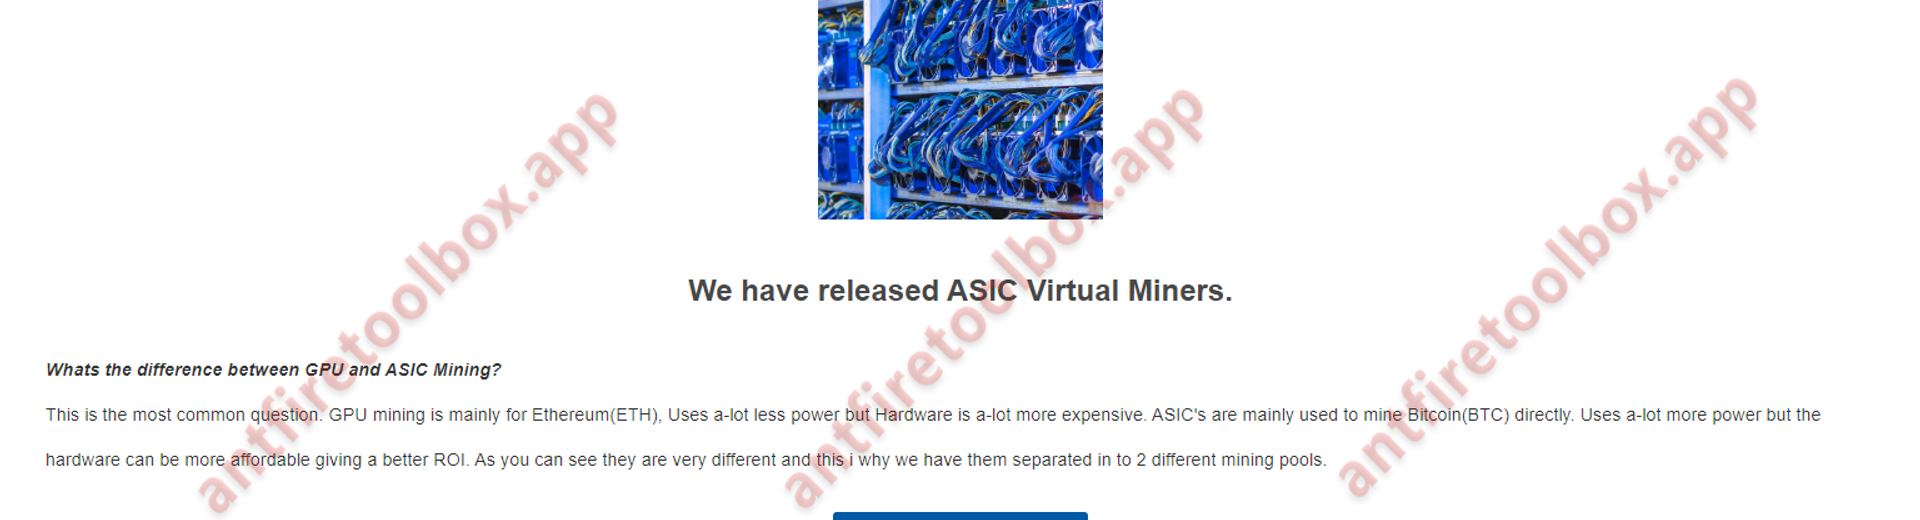 We have released ASIC Virtual Miners.
Whats the difference between GPU and ASIC Mining?
This is the most common question. GPU mining is mainly for Ethereum(ETH), Uses a-lot less power but Hardware is a-lot more expensive. ASIC's are mainly used to mine Bitcoin(BTC) directly. Uses a-lot more power but the
hardware can be more affordable giving a better ROI. As you can see they are very different and this i why we have them separated in to 2 different mining pools.
antfiretoolbox.app
antfiretoolbox.app
antfiretoolbox.app